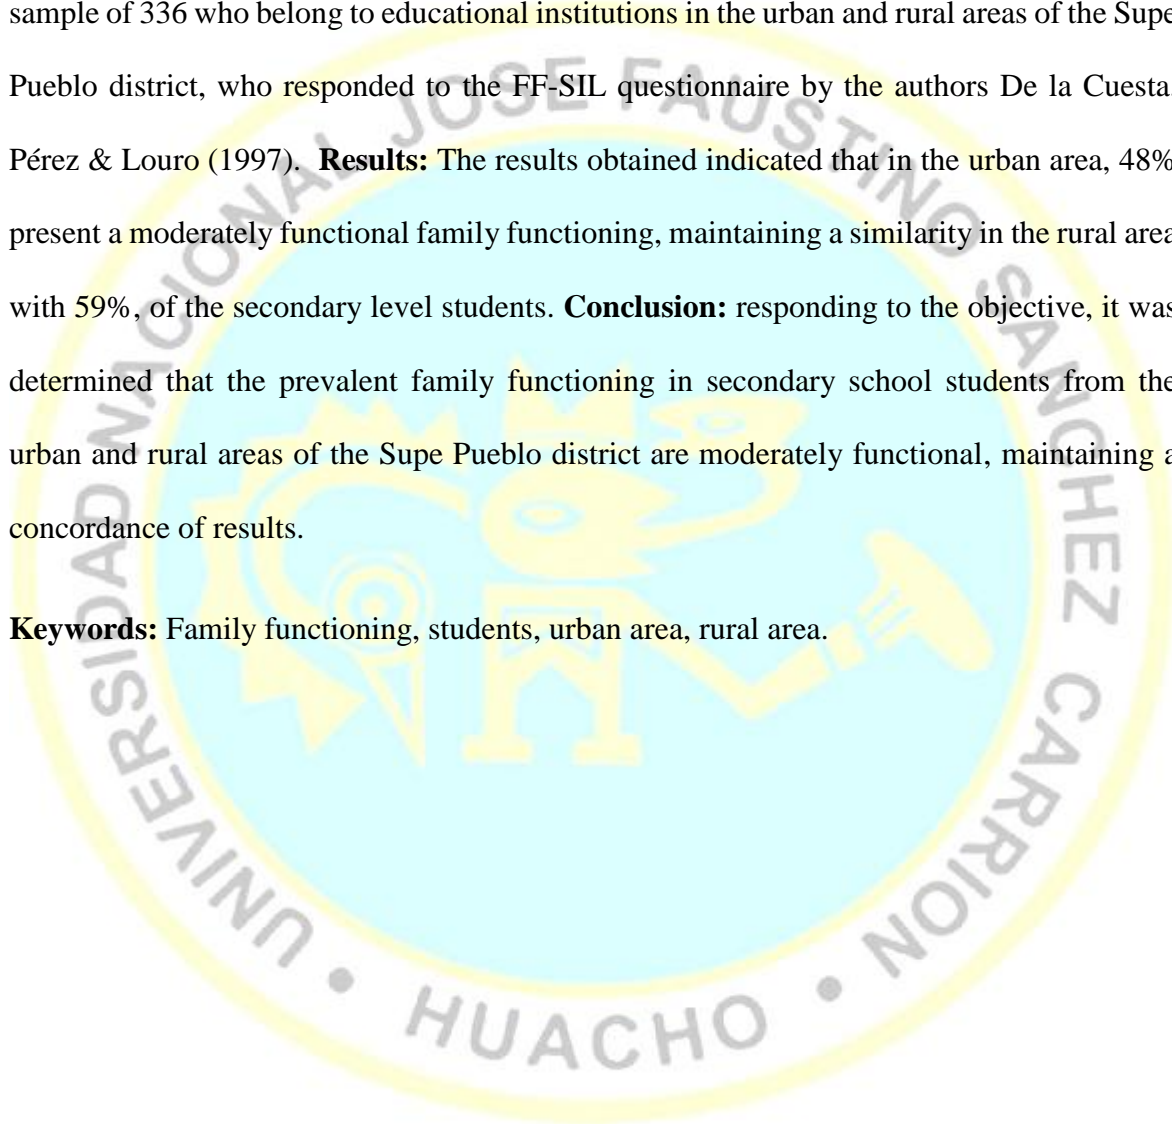 sample of 336 who belong to educational institutions in the urban and rural areas of the Supe
Pueblo district, who responded to the FF-SIL questionnaire by the authors De la Cuesta,
Pérez & Louro (1997). Results: The results obtained indicated that in the urban area, 48%
present a moderately functional family functioning, maintaining a similarity in the rural area
with 59%, of the secondary level students. Conclusion: responding to the objective, it was
determined that the prevalent family functioning in secondary school students from the
urban and rural areas of the Supe Pueblo district are moderately functional, maintaining a
concordance of results.
Keywords: Family functioning, students, urban area, rural area.
UNIVERSIDAD NACIONAL JOSE FAUSTINO SANCHEZ CARRION • HUACHO •